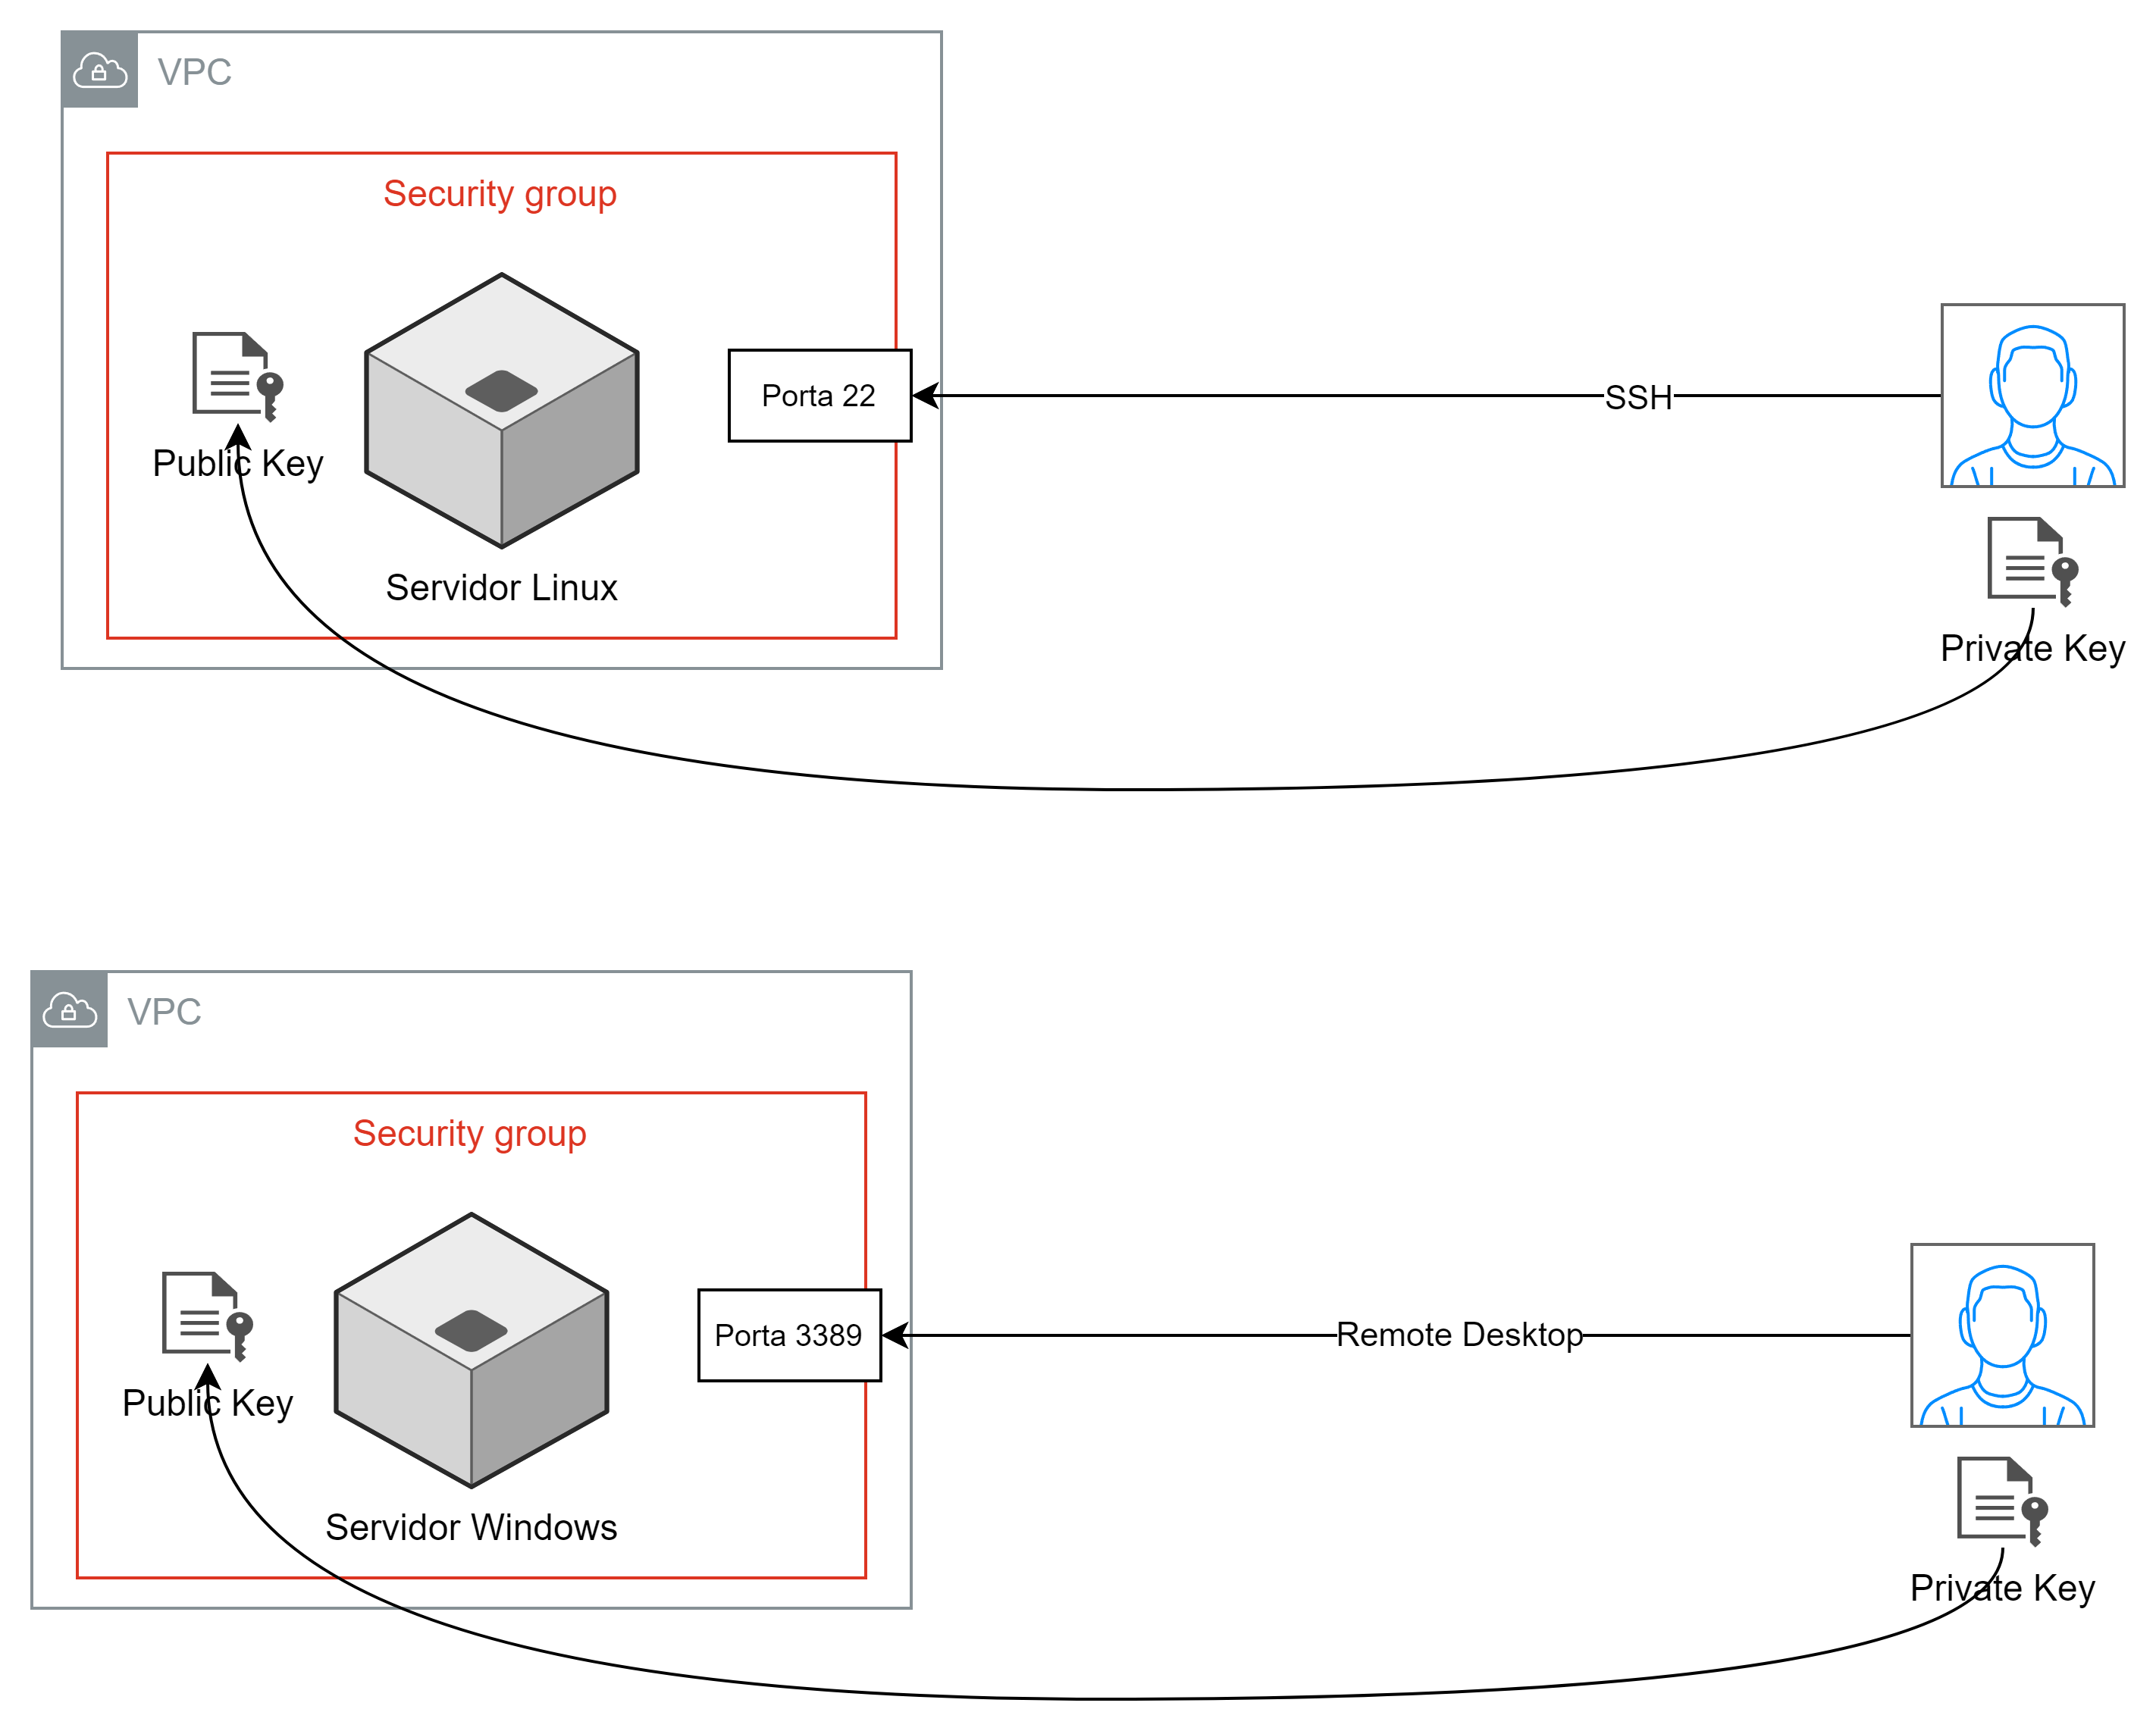 VPC
Security group
Public Key
Porta 22
SSH
Servidor Linux
Private Key
VPC
Security group
Public Key
Porta 3389
Remote Desktop
Servidor Windows
Private Key